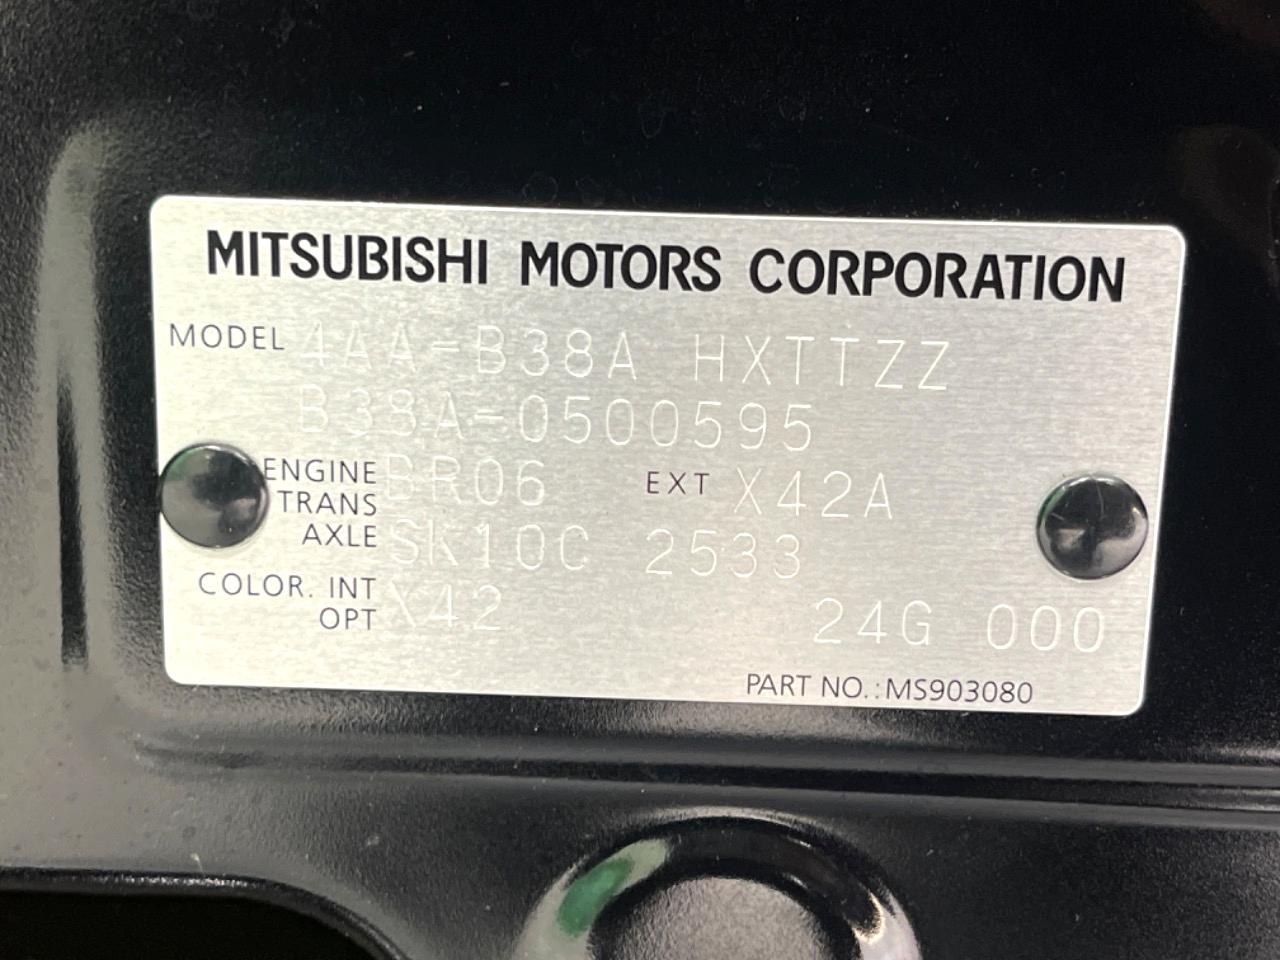 MITSUBISHI MOTORS CORPORATION
MODEL 4AA-B38A HXTTZZ
B38A-0500595
ENGINE BR06 EXT X42A
TRANS
AXLE SK10C 2533
COLOR. INT X42 24G 000
OPT
PART NO.:MS903080